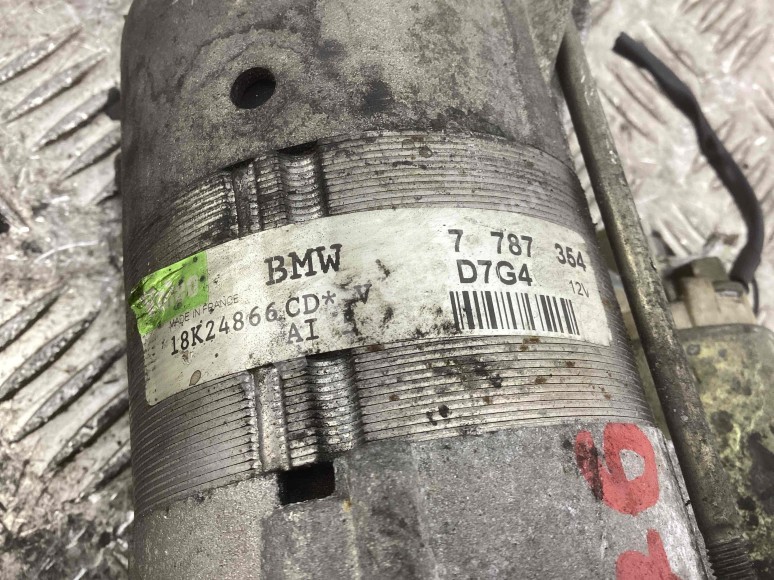 BMW 7 787 354
D7G4 12V
MADE IN FRANCE
18K24866 CD* V
AI